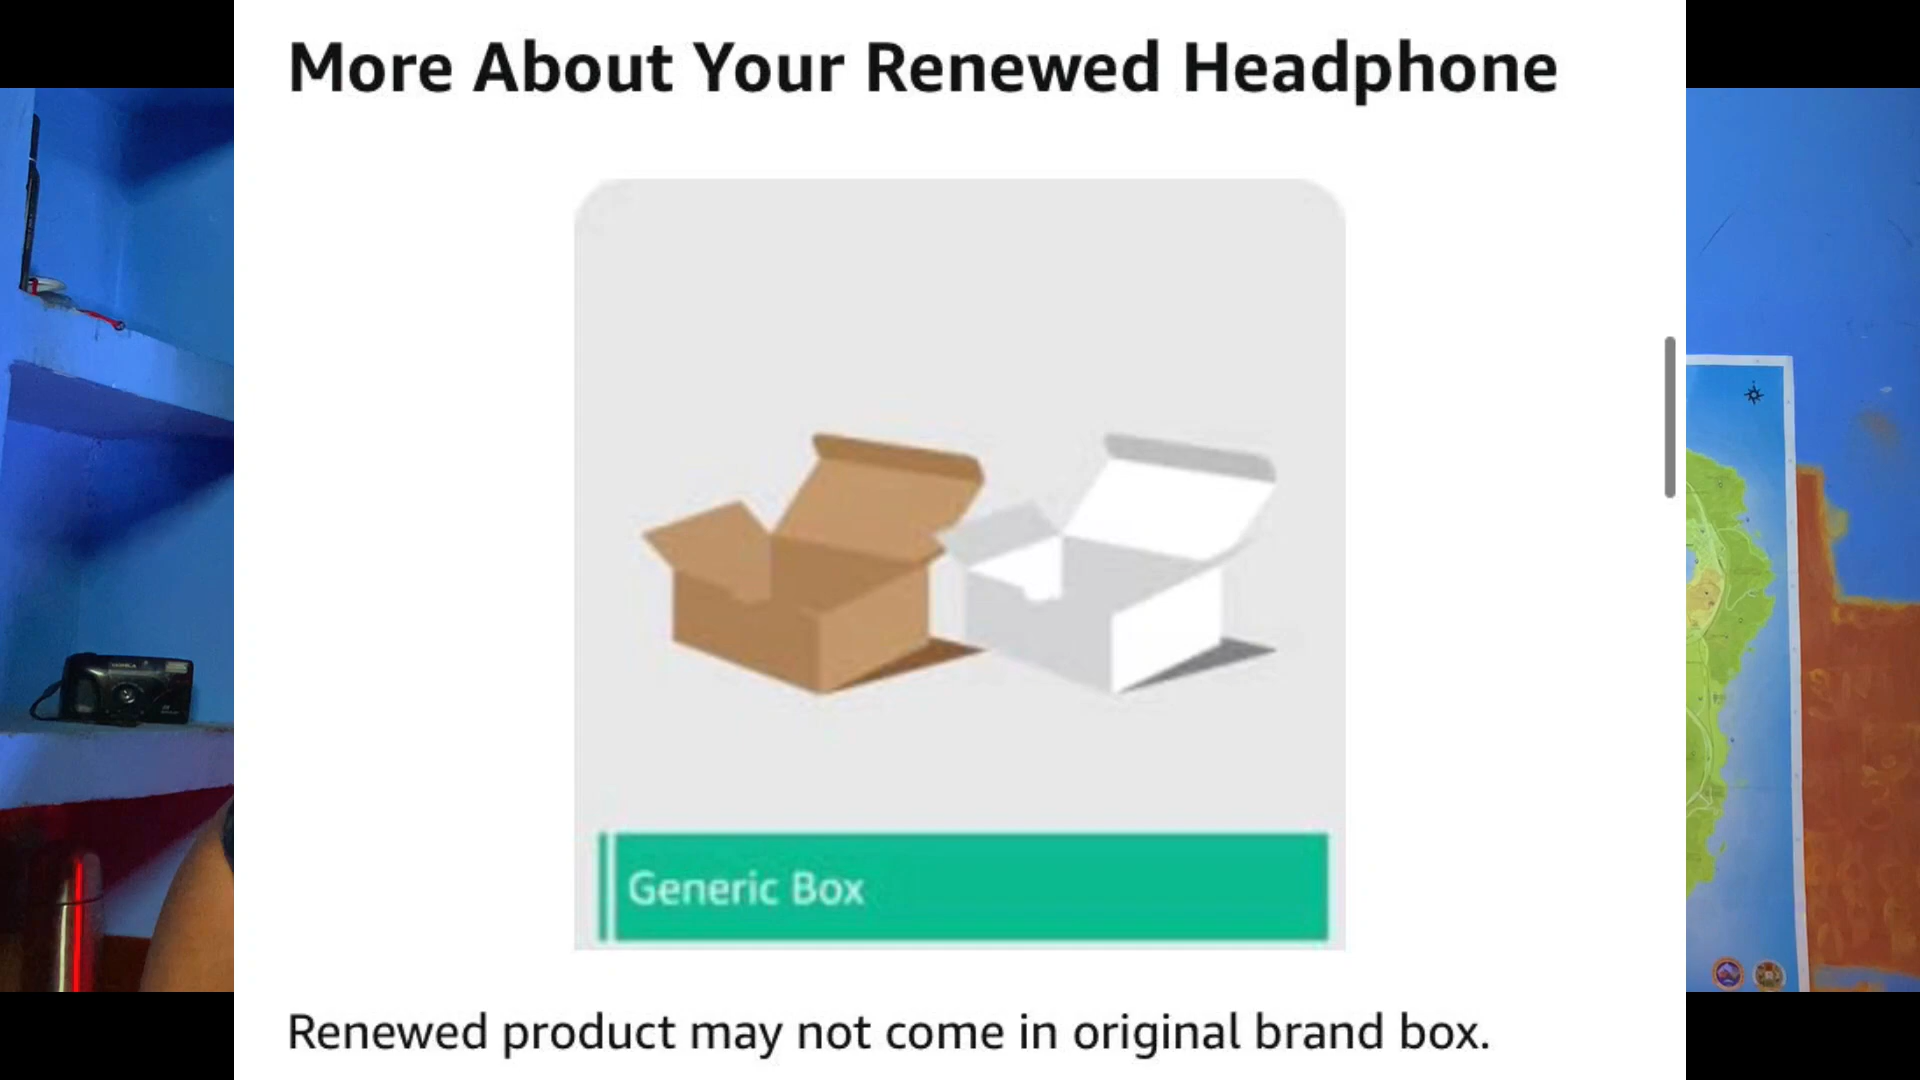 More About Your Renewed Headphone
Generic Box
Renewed product may not come in original brand box.